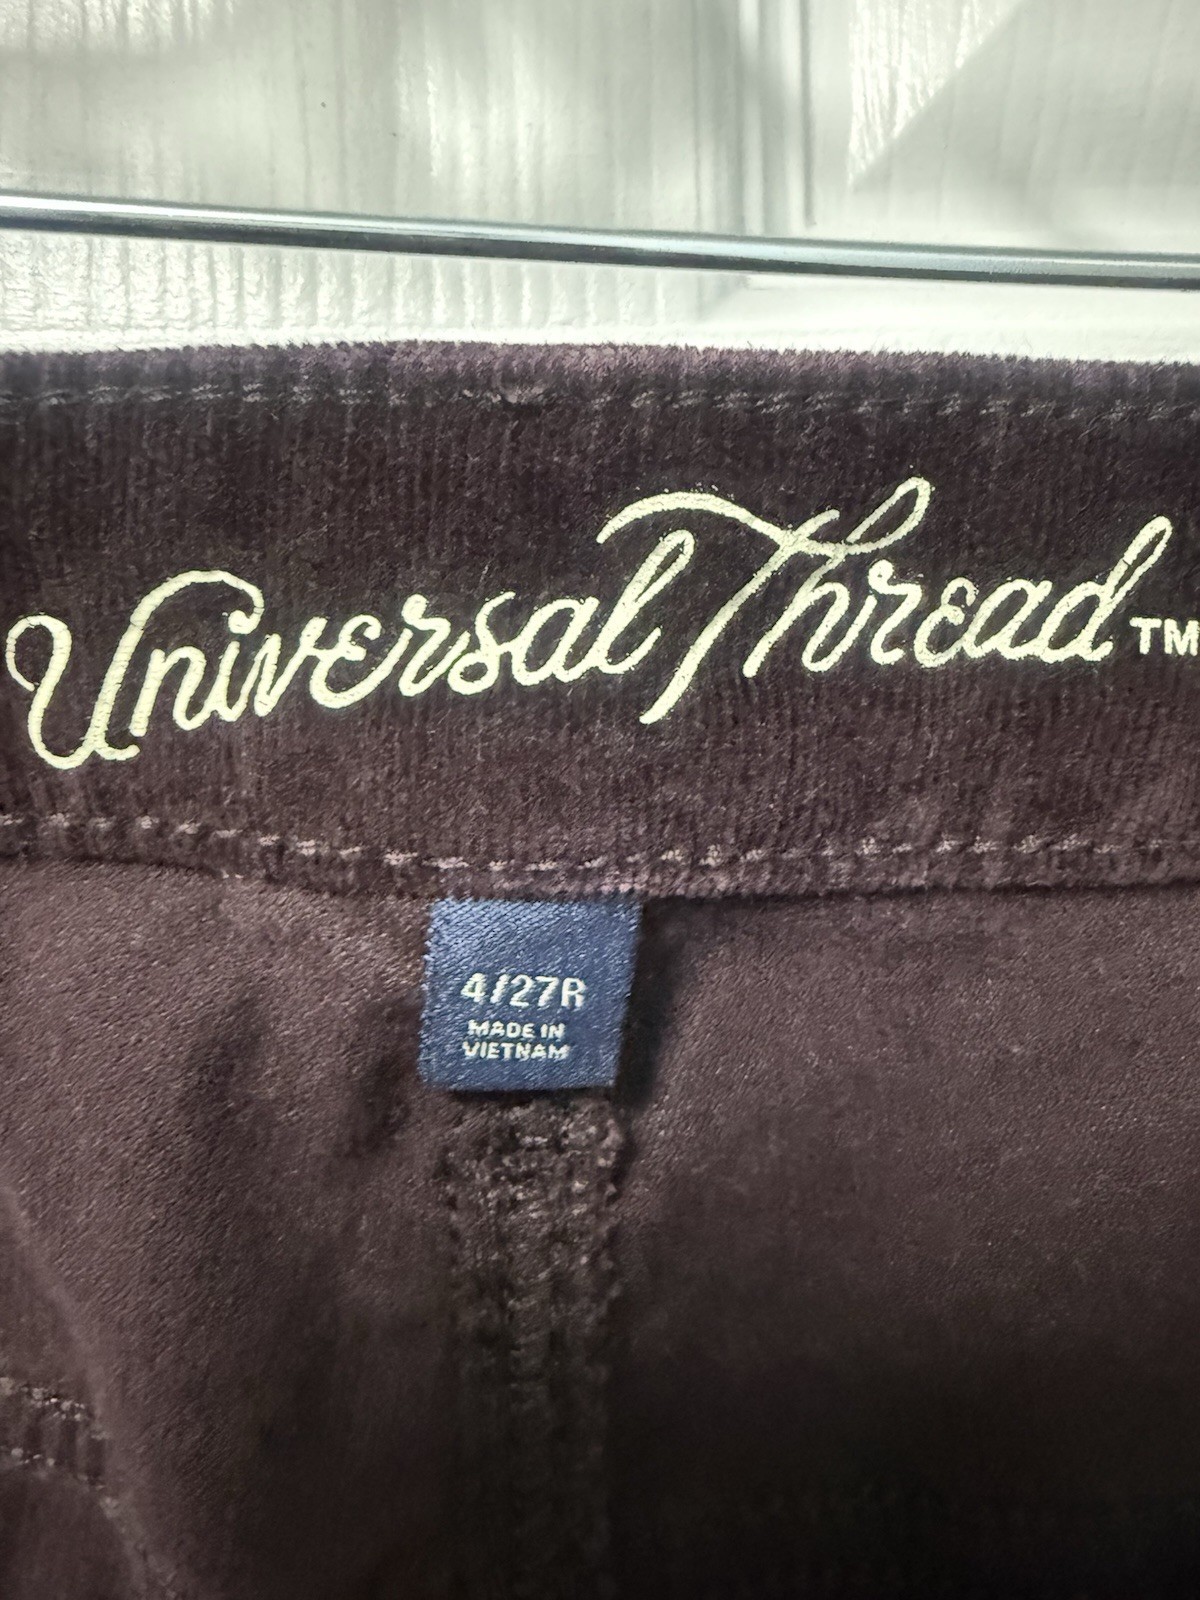 Universal Thread™
4/27R
MADE IN
VIETNAM